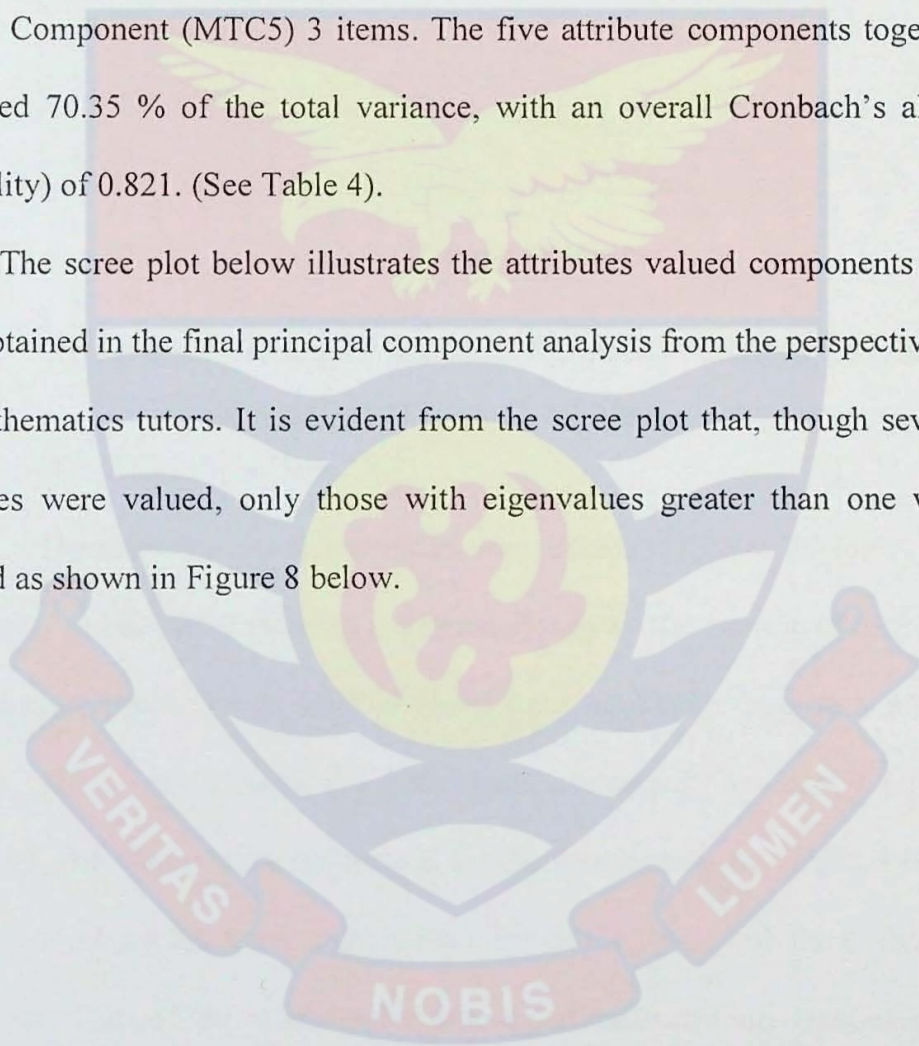 Component (MTC5) 3 items. The five attribute components toge
ed 70.35 % of the total variance, with an overall Cronbach's al
lity) of 0.821. (See Table 4).
The scree plot below illustrates the attributes valued components
otained in the final principal component analysis from the perspectiv
thematics tutors. It is evident from the scree plot that, though sev
es were valued, only those with eigenvalues greater than one v
d as shown in Figure 8 below.
VERITAS
NOBIS
LUMEN